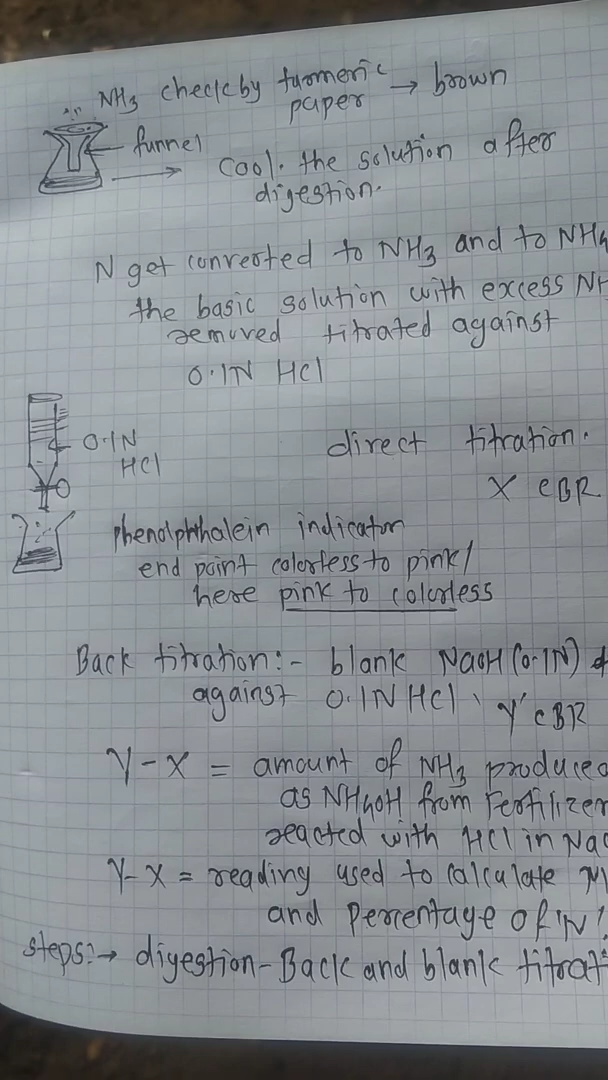 NH3 check by turmeric paper → brown
funnel
→ cool. the solution after
digestion.
N get converted to NH3 and to NH4
the basic solution with excess NH
removed titrated against
0.1N HCl
0.1N
HCl
direct titration.
X CBR
phenolphthalein indicator
end point colorless to pink/
here pink to colorless
Back titration:- blank NaOH (0.1N)
against 0.1N HCl. Y CBR
Y-X = amount of NH3 produced
as NH4OH from Fertilizer
reacted with HCl in Nao
Y-X = reading used to calculate
and percentage of 'N'
steps:→ digestion-Back and blank titrat